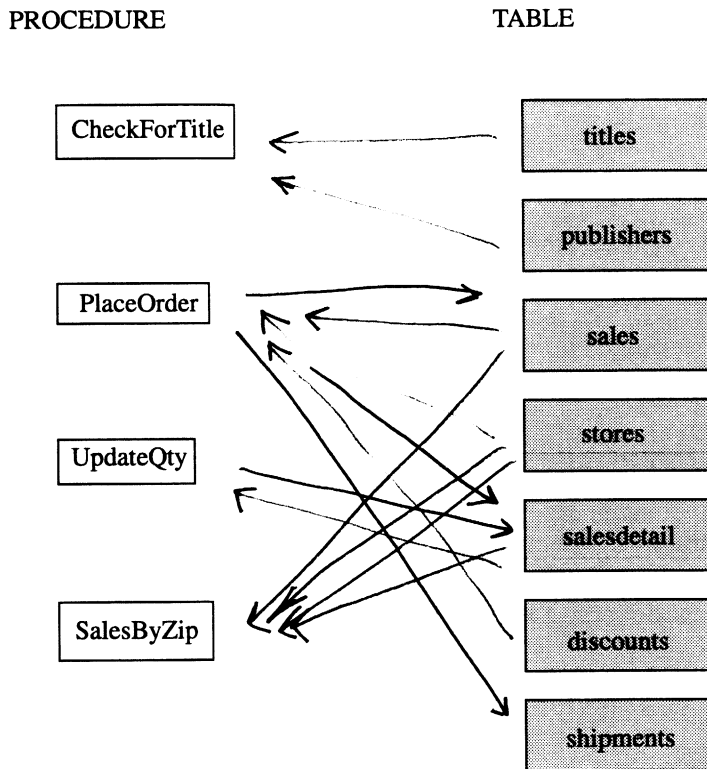 PROCEDURE
TABLE
CheckForTitle
titles
publishers
PlaceOrder
sales
stores
UpdateQty
salesdetail
SalesByZip
discounts
shipments